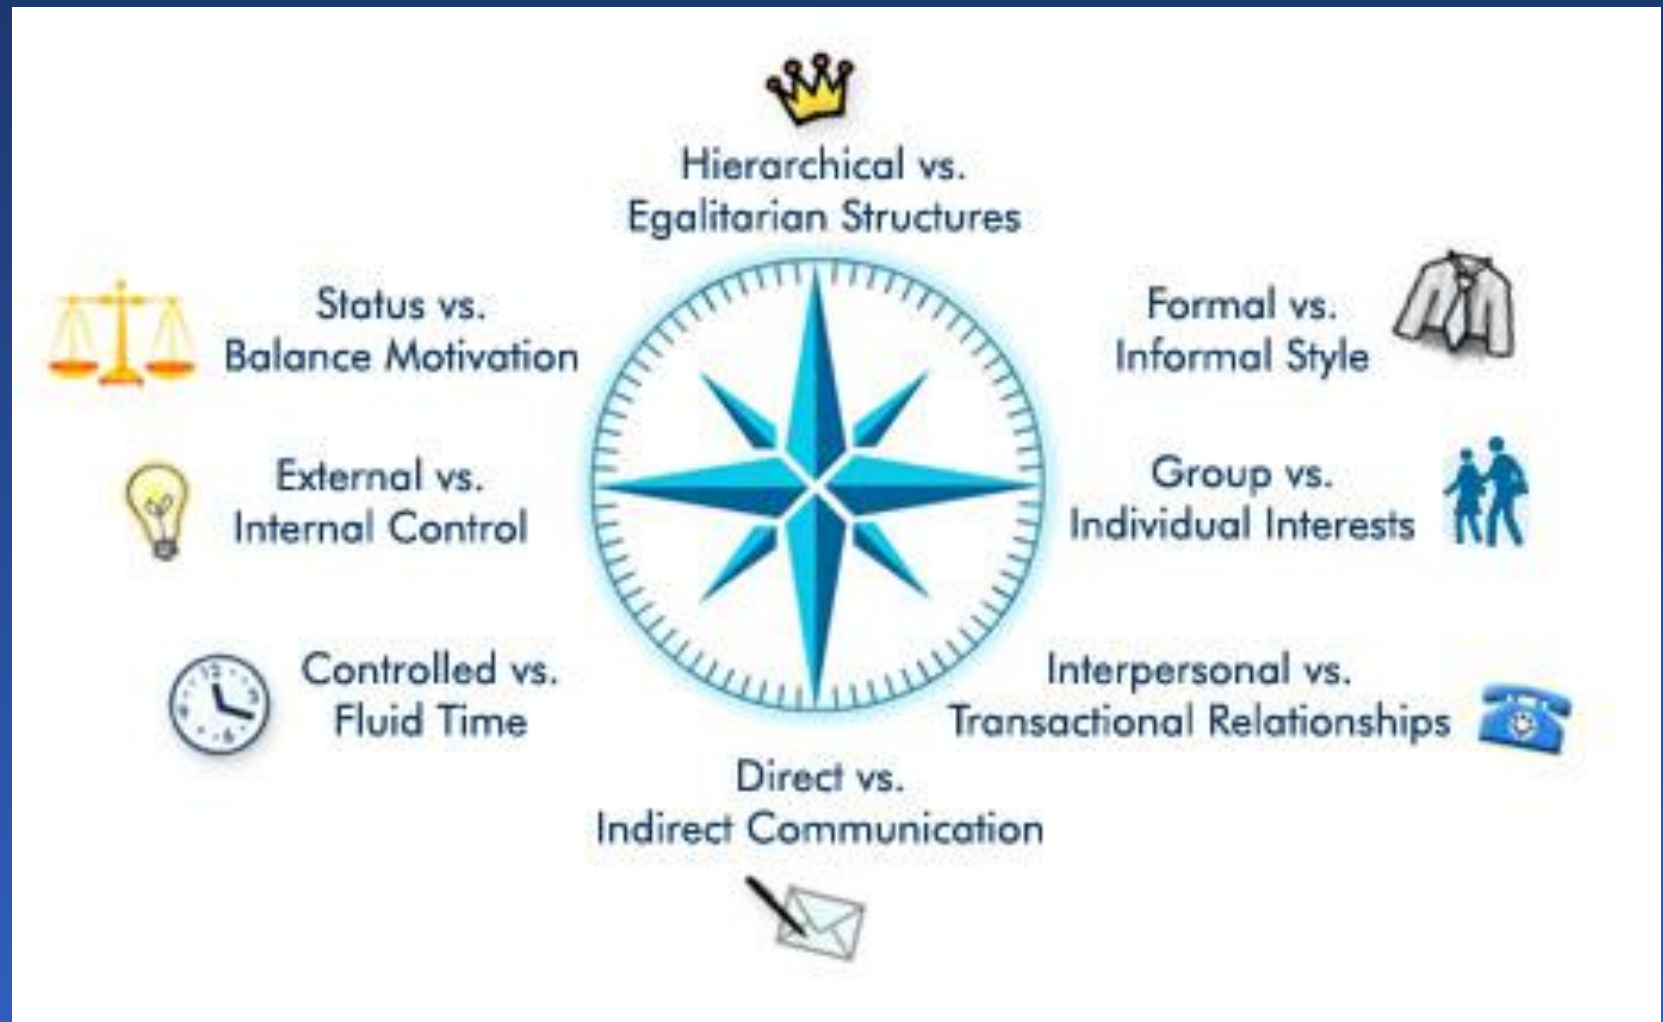 Hierarchical vs.
Egalitarian Structures
Status vs.
Balance Motivation
Formal vs.
Informal Style
External vs.
Internal Control
Group vs.
Individual Interests
Controlled vs.
Fluid Time
Interpersonal vs.
Transactional Relationships
Direct vs.
Indirect Communication